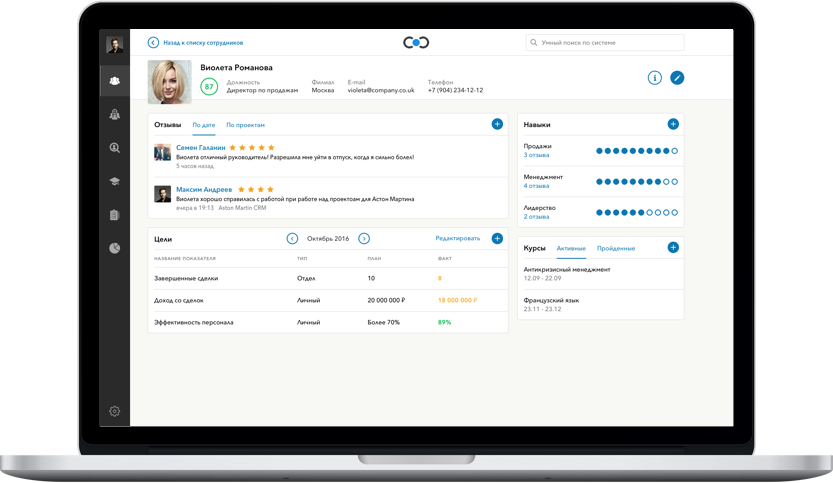 Назад к списку сотрудников
Умный поиск по системе
Виолета Романова
87
Должность
Филиал
E-mail
Телефон
Директор по продажам
Москва
violeta@company.co.uk
+7 (904) 234-12-12
Отзывы
По дате
По проектам
Семен Галанин
Виолета отличный руководитель! Разрешила мне уйти в отпуск, когда я сильно болел!
5 часов назад
Максим Андреев
Виолета хорошо справилась с работой при работе над проектоам для Астон Мартина
вчера в 19:13 Aston Martin CRM
Навыки
Продажи
3 отзыва
Менеджмент
4 отзыва
Лидерство
2 отзыва
Цели
Октябрь 2016
Редактировать
НАЗВАНИЕ ПОКАЗАТЕЛЯ
ТИП
ПЛАН
ФАКТ
Завершенные сделки
Отдел
10
8
Доход со сделок
Личный
20 000 000 ₽
18 000 000 ₽
Эффективность персонала
Личный
Более 70%
89%
Курсы
Активные
Пройденные
Антикризисный менеджмент
12.09 - 22.09
Французский язык
23.11 - 23.12